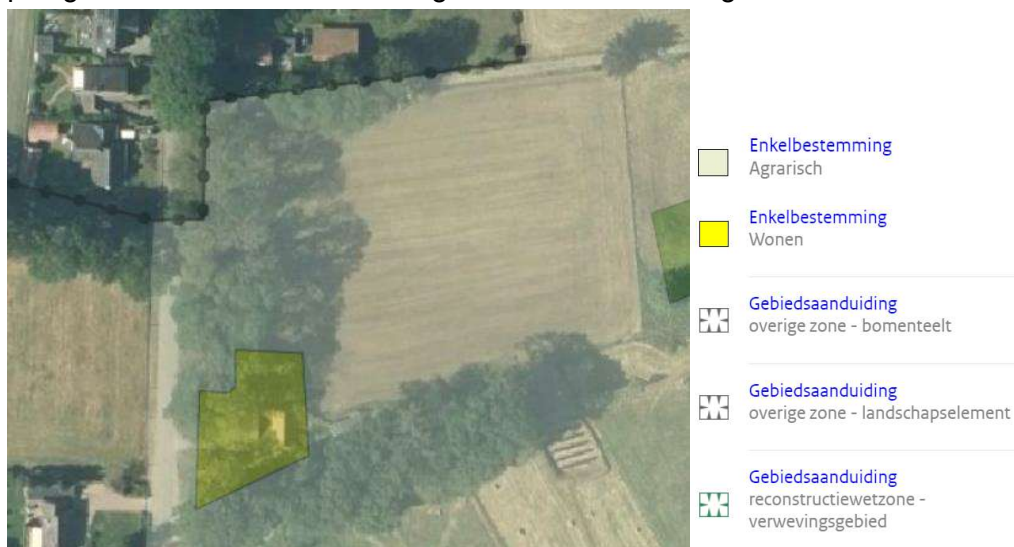 Enkelbestemming
Agrarisch
Enkelbestemming
Wonen
Gebiedsaanduiding
overige zone - bomenteelt
Gebiedsaanduiding
overige zone - landschapselement
Gebiedsaanduiding
reconstructiewetzone -
verwevingsgebied